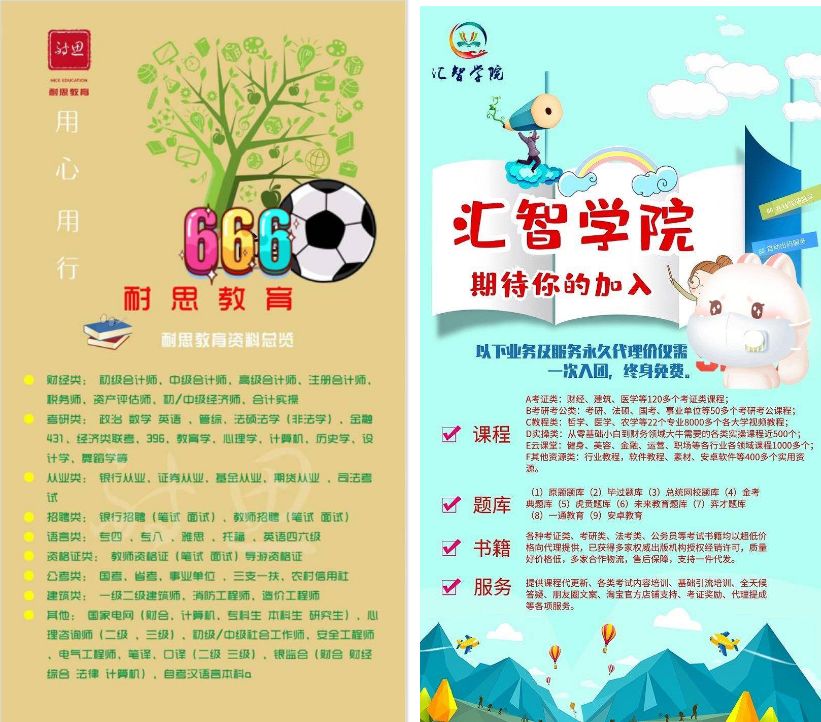 耐思
NICE EDUCATION
耐思教育
用心用行
666
耐思教育
耐思教育资料总览
财经类： 初级会计师、中级会计师、高级会计师、注册会计师、
税务师、资产评估师、初/中级经济师、会计实操
考研类： 政治 数学 英语 、管综、法硕法学（非法学）、金融
431、经济类联考、396、教育学、心理学、计算机、历史学、设
计学、舞蹈学等
从业类： 银行从业、证券从业、基金从业、期货从业 、司法考
试
招聘类： 银行招聘（笔试 面试）、教师招聘（笔试 面试）
语言类： 专四 、专八 、雅思 、托福 、英语四六级
资格证类： 教师资格证（笔试 面试）导游资格证
公考类： 国考、省考、事业单位 、三支一扶、农村信用社
建筑类： 一级二级建筑师、消防工程师、造价工程师
其他： 国家电网（财会、计算机、专科生 本科生 研究生）、心
理咨询师（二级 、三级）、初级/中级社会工作师、安全工程师
、电气工程师、笔译、口译（二级 三级）、银监会（财会 财经
综合 法律 计算机）、自考汉语言本科。
汇智学院
汇智学院
期待你的加入
以下业务及服务永久代理价仅需
一次入团，终身免费。
课程
A考证类：财经、建筑、医学等120多个考证类课程；
B考研考公类：考研、法硕、国考、事业单位等50多个考研考公课程；
C教程类：哲学、医学、农学等22个专业8000多个各大学视频教程；
D实操类：从零基础小白到财务领域大牛需要的各类实操课程近500个；
E云课堂：健身、美容、金融、运营、职场等各行业各领域课程1000多个；
F其他资源类：行业教程，软件教程、素材、安卓软件等400多个实用资
源。
题库
（1）原题题库（2）毕过题库（3）总统网校题库（4）金考
典题库（5）虎贲题库（6）未来教育题库（7）弈才题库
（8）一通教育（9）安卓教育
书籍
各种考证类、考研类、法考类、公务员等考试书籍均以超低价
格向代理提供，已获得多家权威出版机构授权经销许可，质量
好价格低，多家合作物流，售后保障，支持一件代发。
服务
提供课程代更新、各类考试内容培训、基础引流培训、全天候
答疑、朋友圈文案、淘宝官方店铺支持、考证奖励、代理提成
等各项服务。